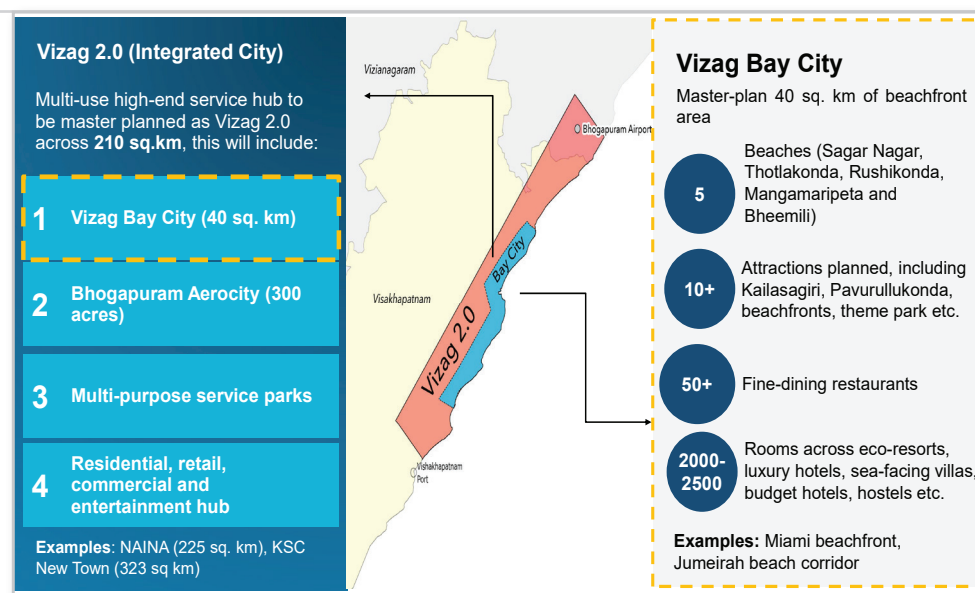 Vizag 2.0 (Integrated City)
Multi-use high-end service hub to
be master planned as Vizag 2.0
across 210 sq.km, this will include:
1
Vizag Bay City (40 sq. km)
2
Bhogapuram Aerocity (300
acres)
3
Multi-purpose service parks
4
Residential, retail,
commercial and
entertainment hub
Examples: NAINA (225 sq. km), KSC
New Town (323 sq km)
Vizianagaram
Bhogapuram Airport
Bay City
Visakhapatnam
Vizag 2.0
Vishakhapatnam
Port
Vizag Bay City
Master-plan 40 sq. km of beachfront
area
5
Beaches (Sagar Nagar,
Thotlakonda, Rushikonda,
Mangamaripeta and
Bheemili)
10+
Attractions planned, including
Kailasagiri, Pavurullukonda,
beachfronts, theme park etc.
50+
Fine-dining restaurants
2000-
2500
Rooms across eco-resorts,
luxury hotels, sea-facing villas,
budget hotels, hostels etc.
Examples: Miami beachfront,
Jumeirah beach corridor